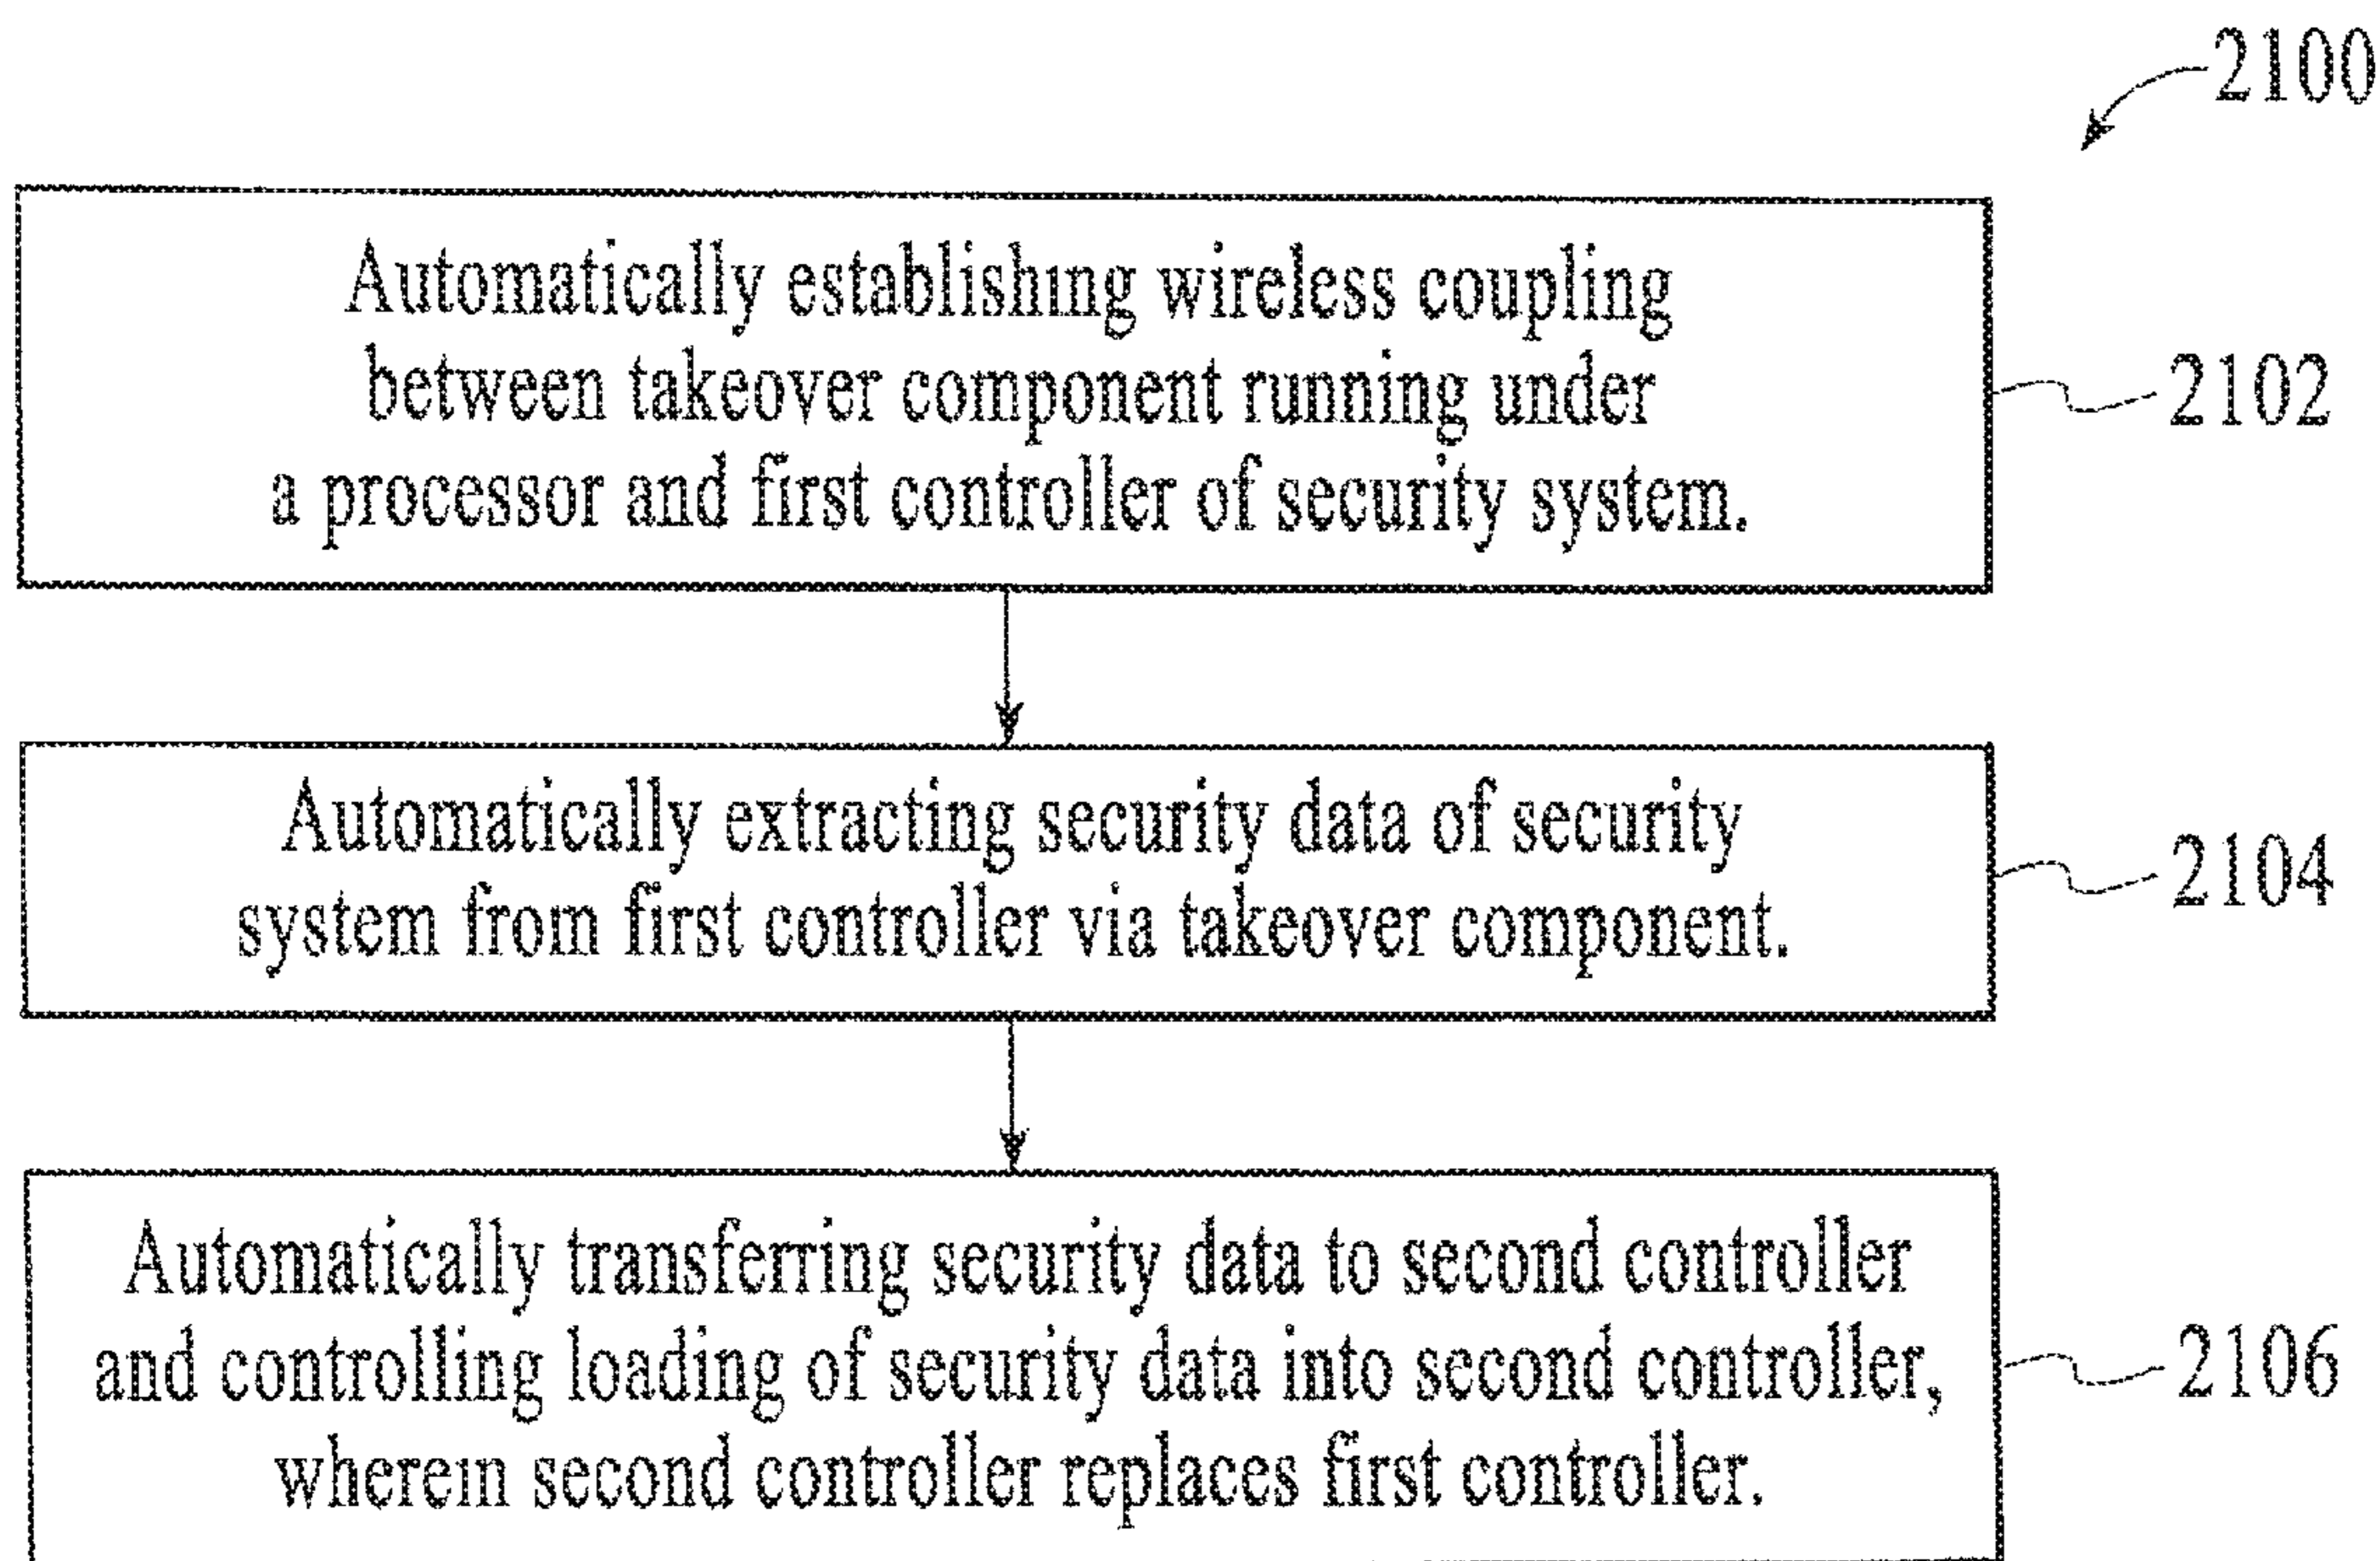 2100
Automatically establishing wireless coupling
between takeover component running under
a processor and first controller of security system.
2102
Automatically extracting security data of security
system from first controller via takeover component.
2104
Automatically transferring security data to second controller
and controlling loading of security data into second controller,
wherein second controller replaces first controller.
2106